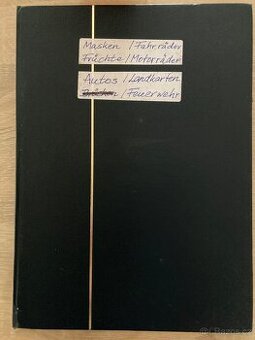 Masken / Fahrräder
Früchte / Motorräder
Autos / Landkarten
/ Feuerwehr